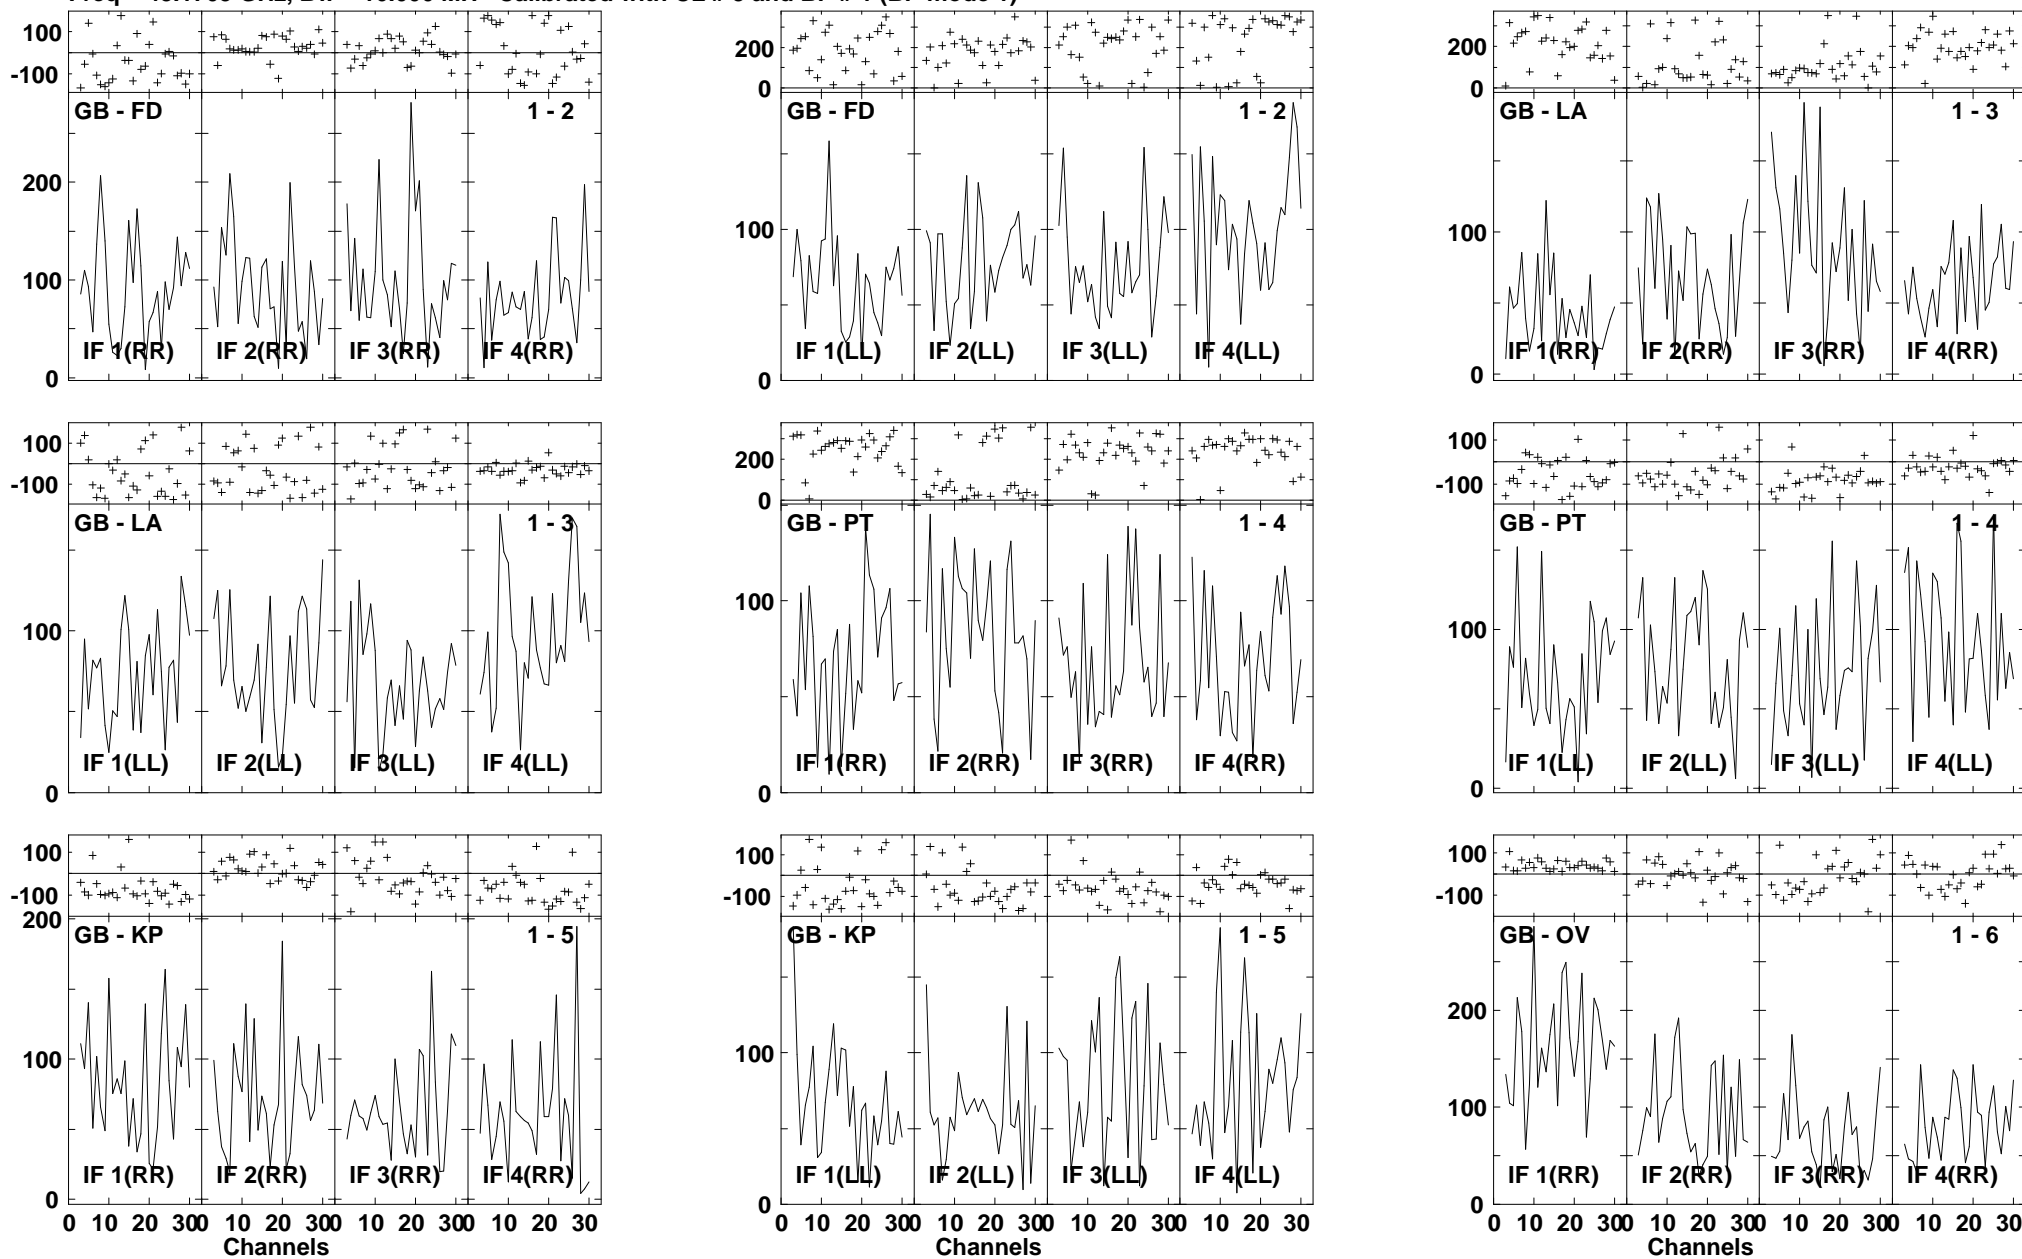 100 100
-100 200 200
0 0
GB - FD 1 - 2 GB - FD 1 - 2 GB - LA 1 - 3
200
100 100
100
IF 1(RR) IF 2(RR) IF 3(RR) IF 4(RR) IF 1(LL) IF 2(LL) IF 3(LL) IF 4(LL) IF 1(RR) IF 2(RR) IF 3(RR) IF 4(RR)
0 0 0
100 100
200
-100 -100
0
GB - LA 1 - 3 GB - PT 1 - 4 GB - PT 1 - 4
100 100 100
IF 1(LL) IF 2(LL) IF 3(LL) IF 4(LL) IF 1(RR) IF 2(RR) IF 3(RR) IF 4(RR) IF 1(LL) IF 2(LL) IF 3(LL) IF 4(LL)
0 0 0
100 100 100
-100 -100 -100
200
GB - KP 1 - 5 GB - KP 1 - 5 GB - OV 1 - 6
200
100 100 100
IF 1(RR) IF 2(RR) IF 3(RR) IF 4(RR) IF 1(LL) IF 2(LL) IF 3(LL) IF 4(LL) IF 1(RR) IF 2(RR) IF 3(RR) IF 4(RR)
0 0 0
0 10 20 30 0 10 20 30 0 10 20 30 0 10 20 30 0 10 20 30 0 10 20 30 0 10 20 30 0 10 20 30 0 10 20 30 0 10 20 30 0 10 20 30 0 10 20 30
Channels Channels Channels